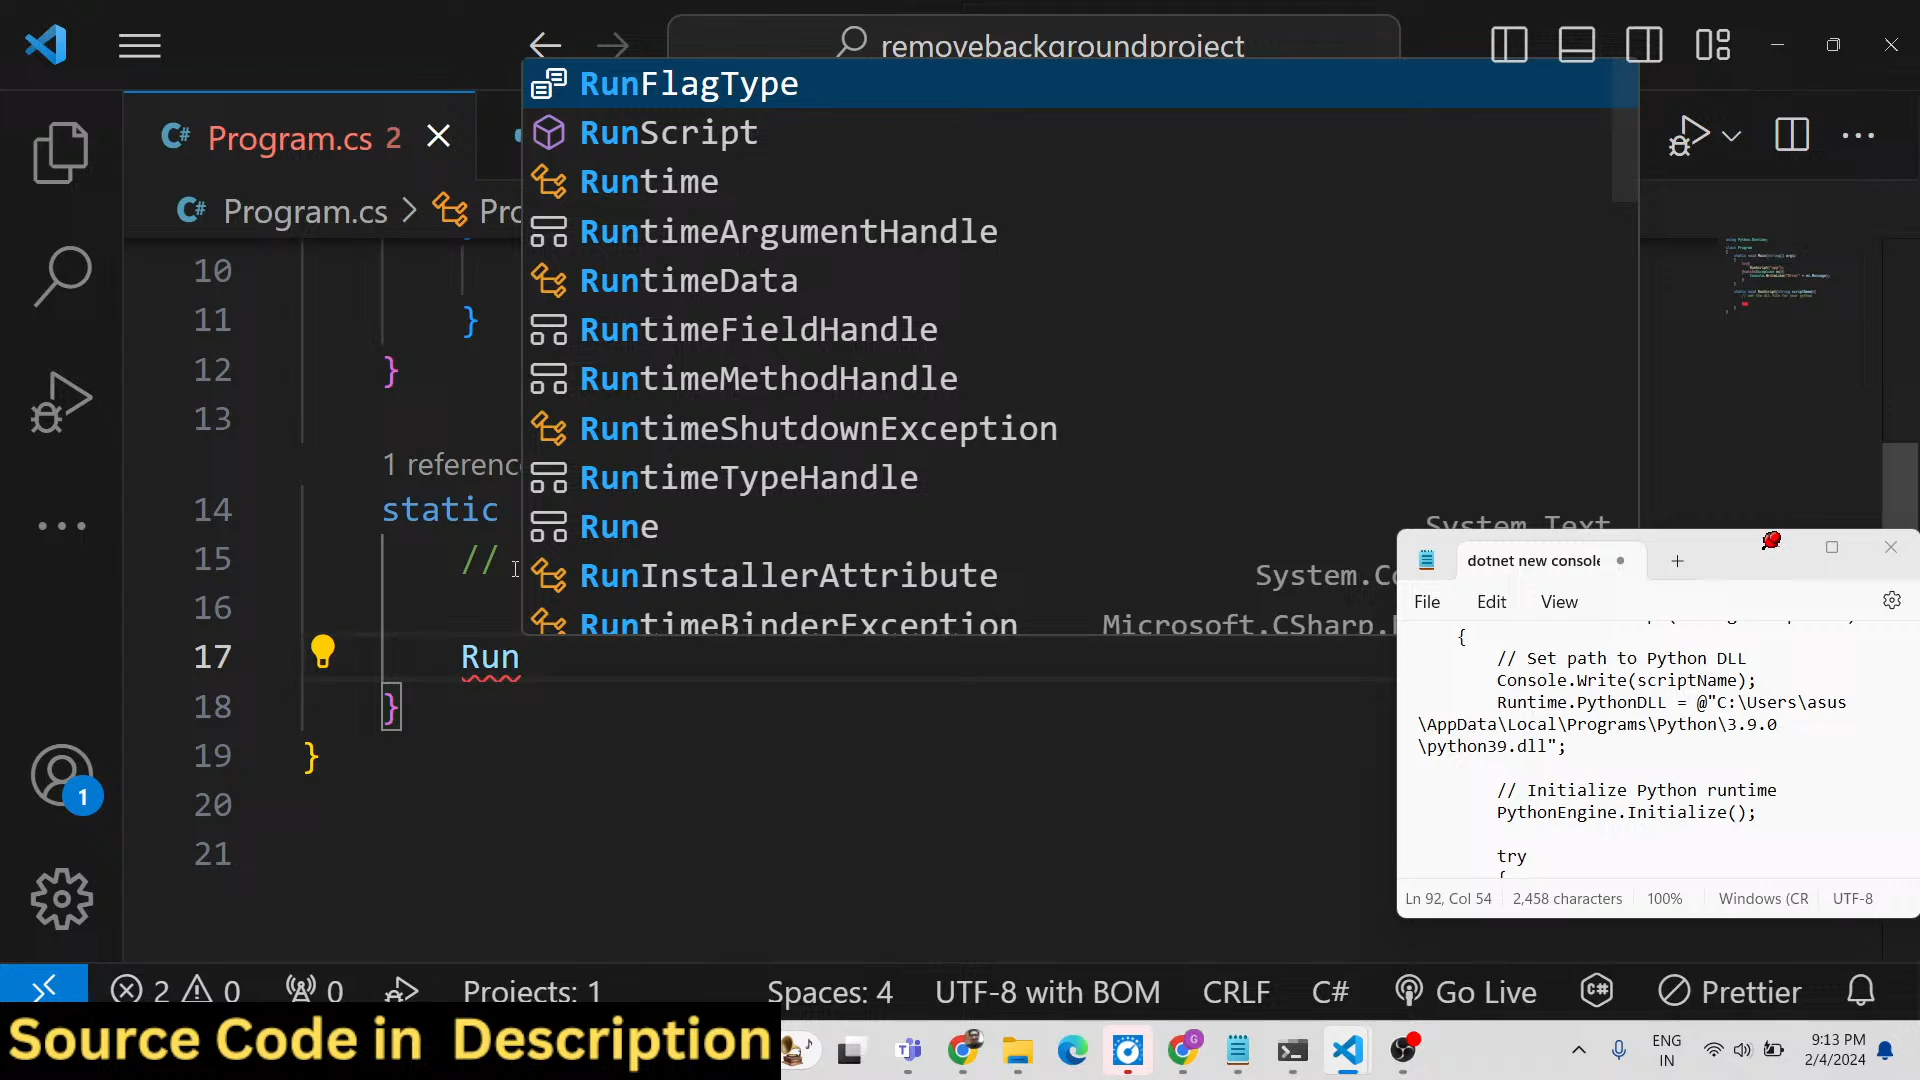 removebackgroundproject
Program.cs 2
Program.cs >
RunFlagType
RunScript
Runtime
RuntimeArgumentHandle
RuntimeData
RuntimeFieldHandle
RuntimeMethodHandle
RuntimeShutdownException
RuntimeTypeHandle
Rune System.Text
RunInstallerAttribute
RuntimeBinderException
10
11 }
12 }
13
1 reference
14 static
15 //
16
17 Run
18 }
19 }
20
21
1
dotnet new console
File Edit View
{
// Set path to Python DLL
Console.Write(scriptName);
Runtime.PythonDLL = @"C:\Users\asus
\AppData\Local\Programs\Python\3.9.0
\python39.dll";
// Initialize Python runtime
PythonEngine.Initialize();
try
{
Ln 92, Col 54 2,458 characters 100% Windows (CR UTF-8
2 0 0 Projects: 1 Spaces: 4 UTF-8 with BOM CRLF C# Go Live Prettier
Source Code in Description
ENG
IN
9:13 PM
2/4/2024